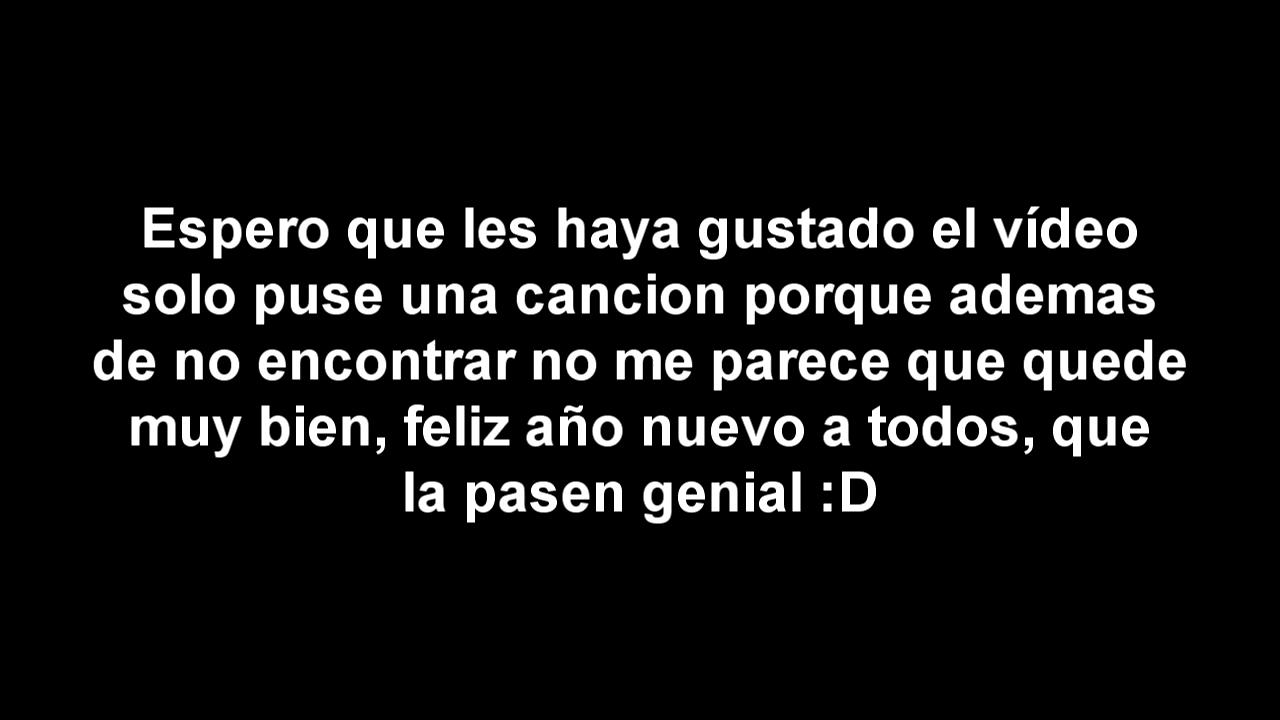 Espero que les haya gustado el vídeo
solo puse una cancion porque ademas
de no encontrar no me parece que quede
muy bien, feliz año nuevo a todos, que
la pasen genial :D